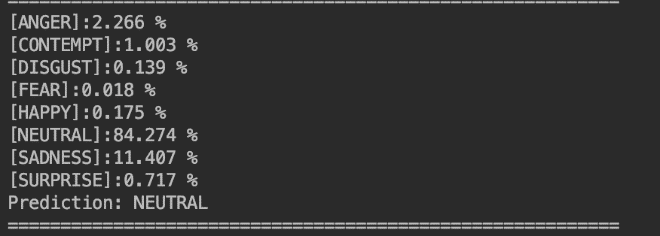 ==============================================================
[ANGER]:2.266 %
[CONTEMPT]:1.003 %
[DISGUST]:0.139 %
[FEAR]:0.018 %
[HAPPY]:0.175 %
[NEUTRAL]:84.274 %
[SADNESS]:11.407 %
[SURPRISE]:0.717 %
Prediction: NEUTRAL
==============================================================